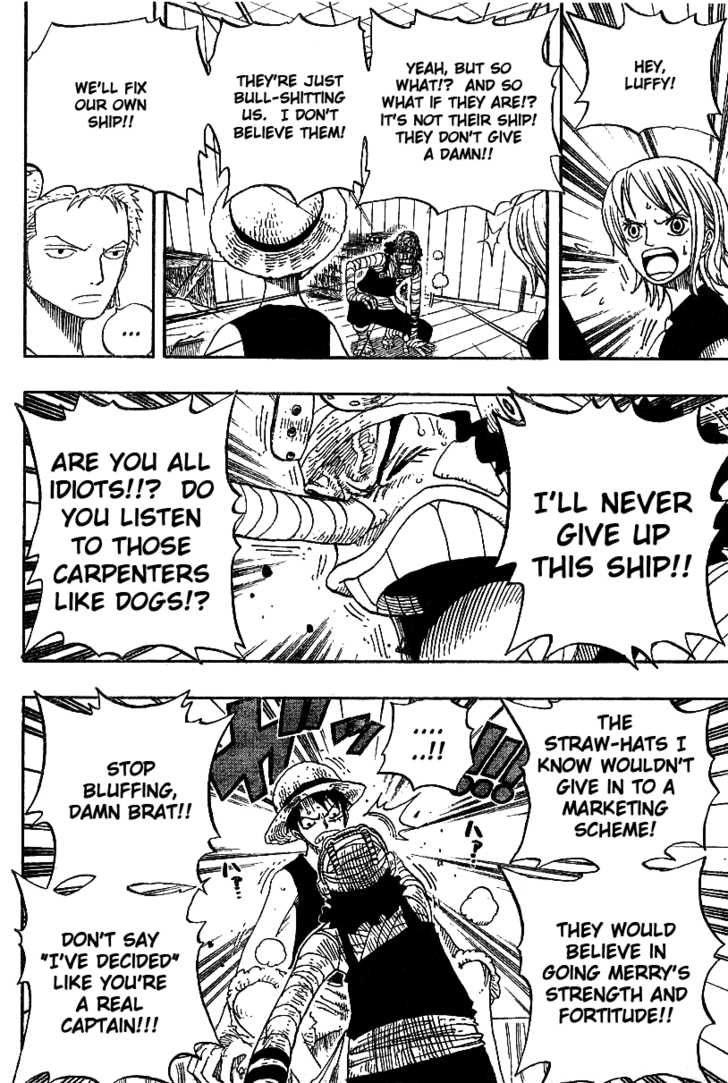 HEY,
LUFFY!
YEAH, BUT SO
WHAT!? AND SO
WHAT IF THEY ARE!?
IT'S NOT THEIR SHIP!
THEY DON'T GIVE
A DAMN!!
THEY'RE JUST
BULL-SHITTING
US. I DON'T
BELIEVE THEM!
WE'LL FIX
OUR OWN
SHIP!!
...
I'LL NEVER
GIVE UP
THIS SHIP!!
ARE YOU ALL
IDIOTS!!? DO
YOU LISTEN
TO THOSE
CARPENTERS
LIKE DOGS!?
THE
STRAW-HATS I
KNOW WOULDN'T
GIVE IN TO A
MARKETING
SCHEME!
THEY WOULD
BELIEVE IN
GOING MERRY'S
STRENGTH AND
FORTITUDE!!
....
..!!
ハァ
ハァ
STOP
BLUFFING,
DAMN BRAT!!
DON'T SAY
"I'VE DECIDED"
LIKE YOU'RE
A REAL
CAPTAIN!!!